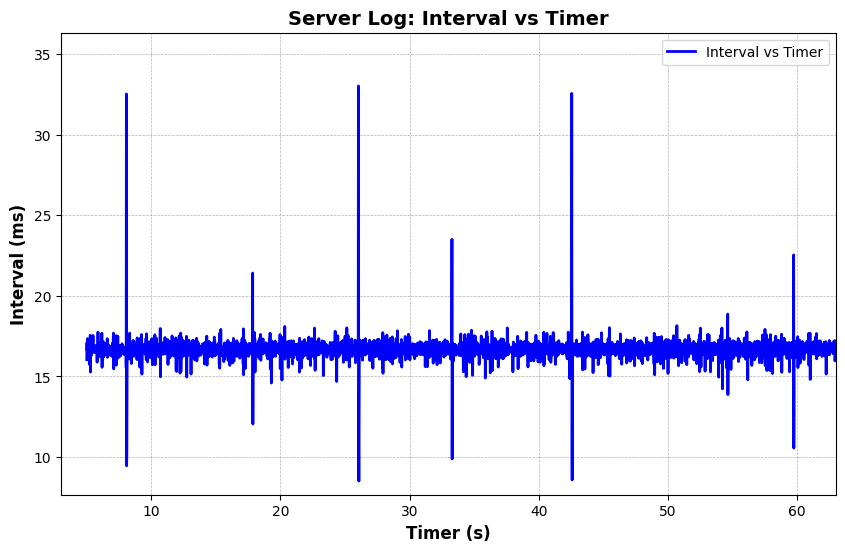 Server Log: Interval vs Timer
Interval vs Timer
35
30
25
20
15
10
Interval (ms)
10 20 30 40 50 60
Timer (s)